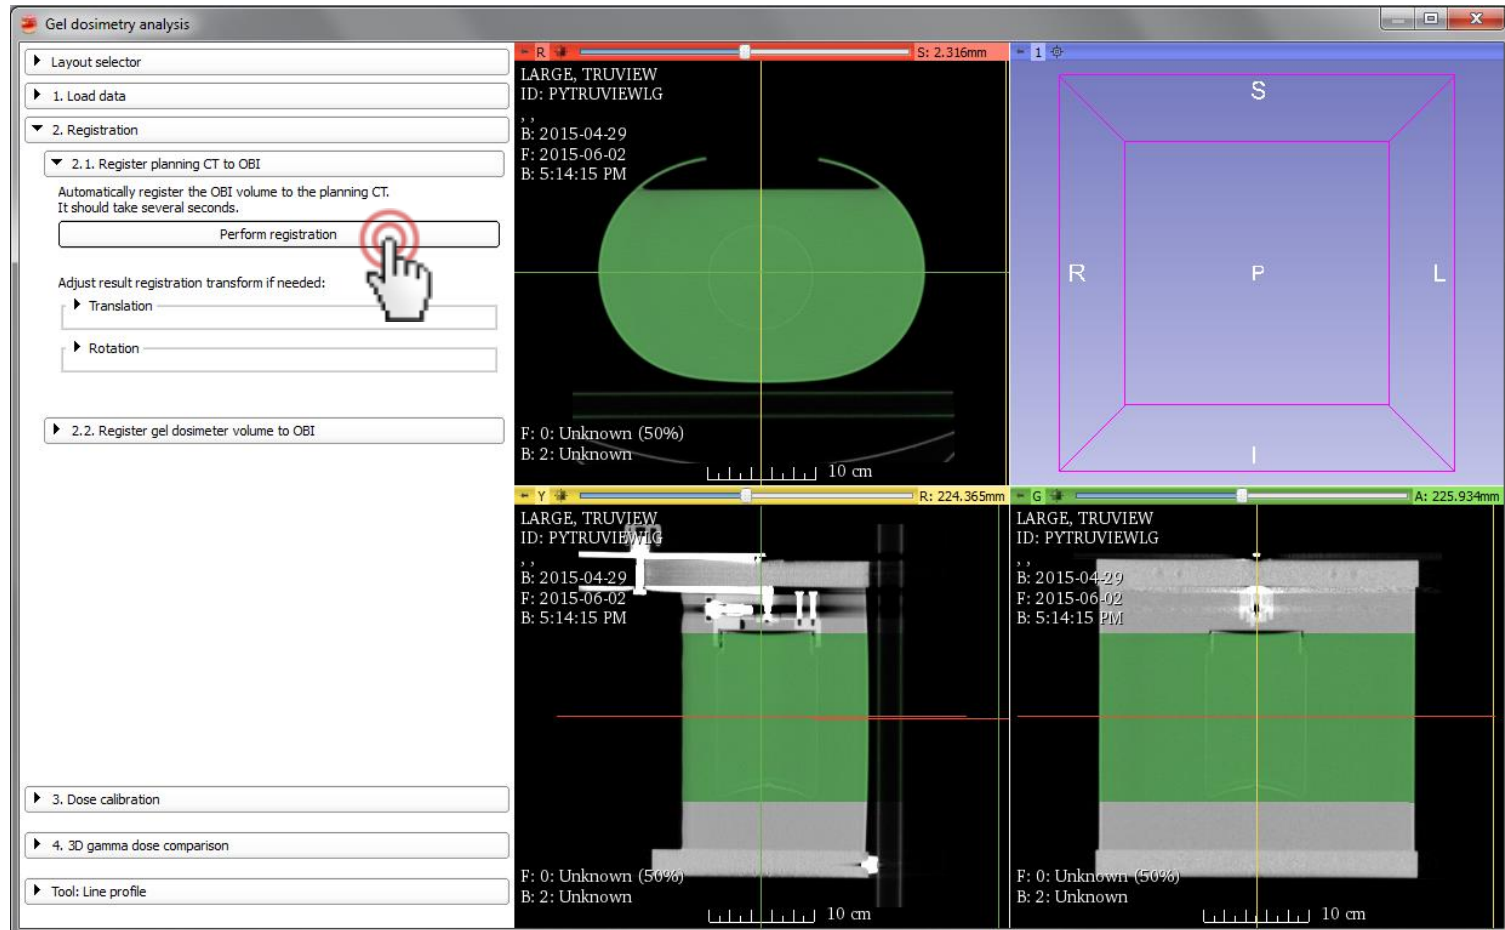 Gel dosimetry analysis
Layout selector
1. Load data
2. Registration
2.1. Register planning CT to OBI
Automatically register the OBI volume to the planning CT.
It should take several seconds.
Perform registration
Adjust result registration transform if needed:
Translation
Rotation
2.2. Register gel dosimeter volume to OBI
3. Dose calibration
4. 3D gamma dose comparison
Tool: Line profile
R
S: 2.316mm
LARGE, TRUVIEW
ID: PYTRUVIEWLG
, ,
B: 2015-04-29
F: 2015-06-02
B: 5:14:15 PM
F: 0: Unknown (50%)
B: 2: Unknown
10 cm
1
S
R
P
L
I
Y
R: 224.365mm
LARGE, TRUVIEW
ID: PYTRUVIEWLG
, ,
B: 2015-04-29
F: 2015-06-02
B: 5:14:15 PM
F: 0: Unknown (50%)
B: 2: Unknown
10 cm
G
A: 225.934mm
LARGE, TRUVIEW
ID: PYTRUVIEWLG
, ,
B: 2015-04-29
F: 2015-06-02
B: 5:14:15 PM
F: 0: Unknown (50%)
B: 2: Unknown
10 cm